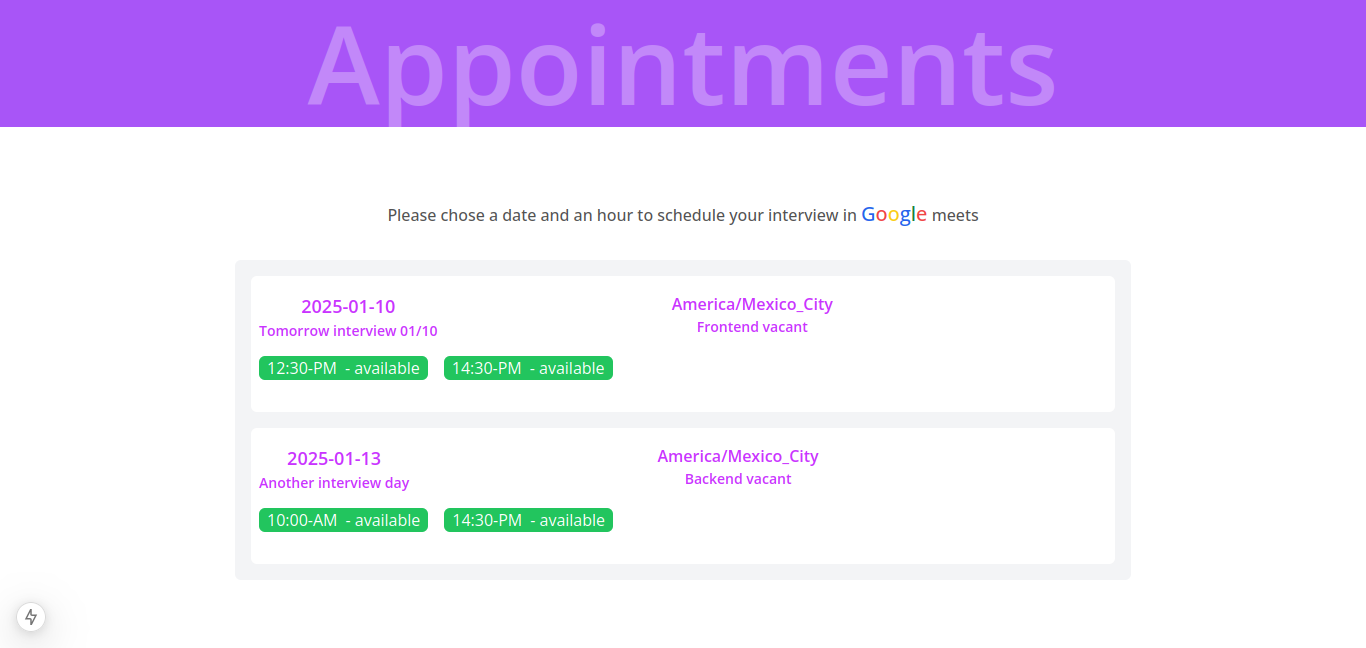 Appointments
Please chose a date and an hour to schedule your interview in Google meets
2025-01-10
Tomorrow interview 01/10
America/Mexico_City
Frontend vacant
12:30-PM - available
14:30-PM - available
2025-01-13
Another interview day
America/Mexico_City
Backend vacant
10:00-AM - available
14:30-PM - available